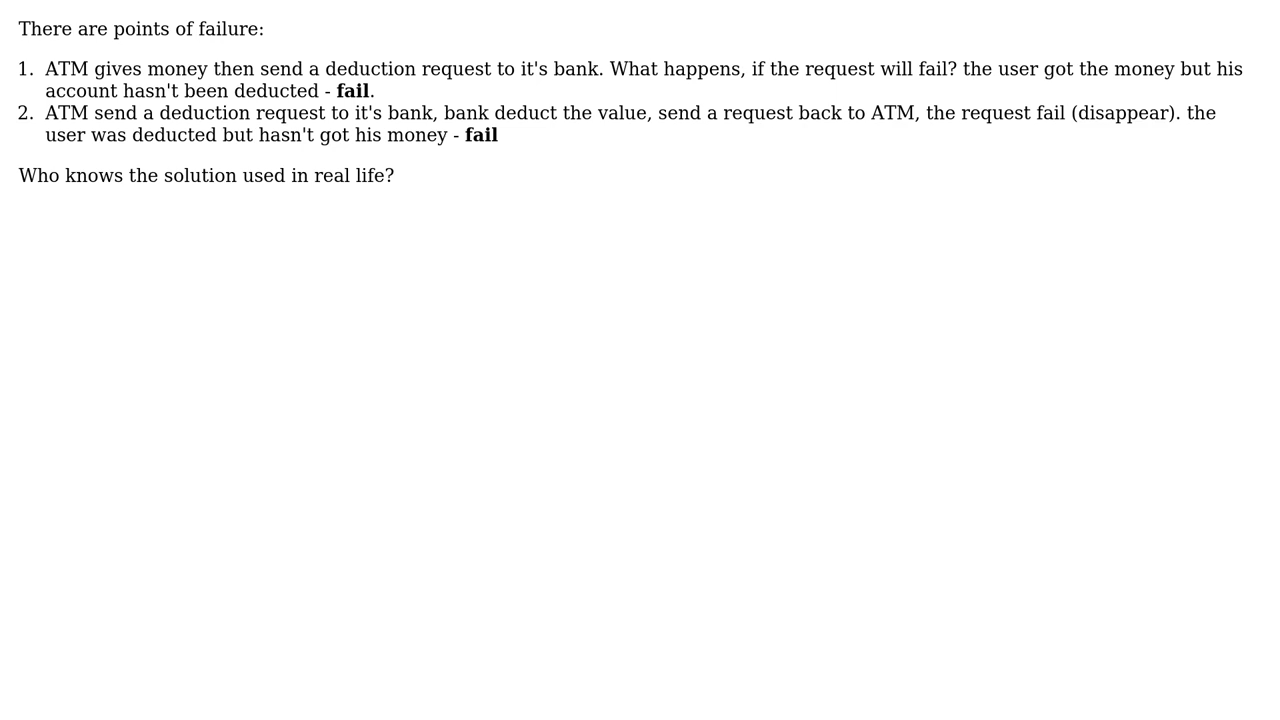 There are points of failure:
1. ATM gives money then send a deduction request to it's bank. What happens, if the request will fail? the user got the money but his
account hasn't been deducted - fail.
2. ATM send a deduction request to it's bank, bank deduct the value, send a request back to ATM, the request fail (disappear). the
user was deducted but hasn't got his money - fail
Who knows the solution used in real life?